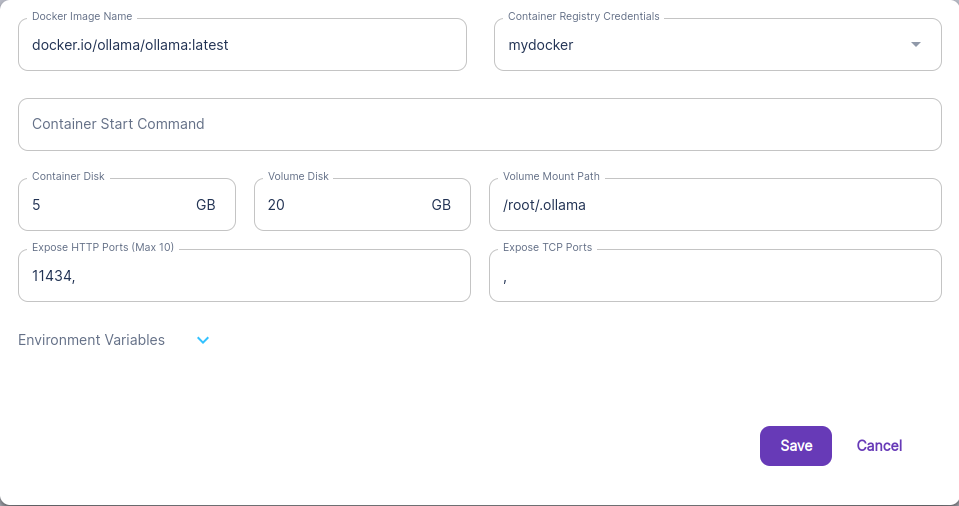 Docker Image Name
docker.io/ollama/ollama:latest
Container Registry Credentials
mydocker
Container Start Command
Container Disk
5 GB
Volume Disk
20 GB
Volume Mount Path
/root/.ollama
Expose HTTP Ports (Max 10)
11434,
Expose TCP Ports
,
Environment Variables
Save Cancel